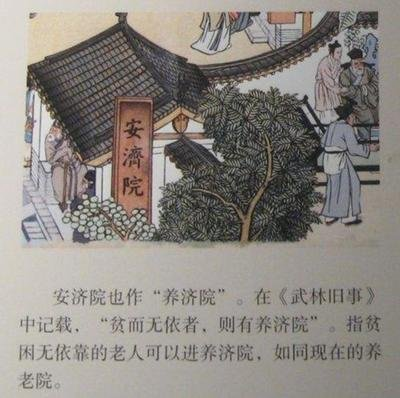 安濟院
安济院也作“养济院”。在《武林旧事》
中记载，“贫而无依者，则有养济院”。指贫
困无依靠的老人可以进养济院，如同现在的养
老院。